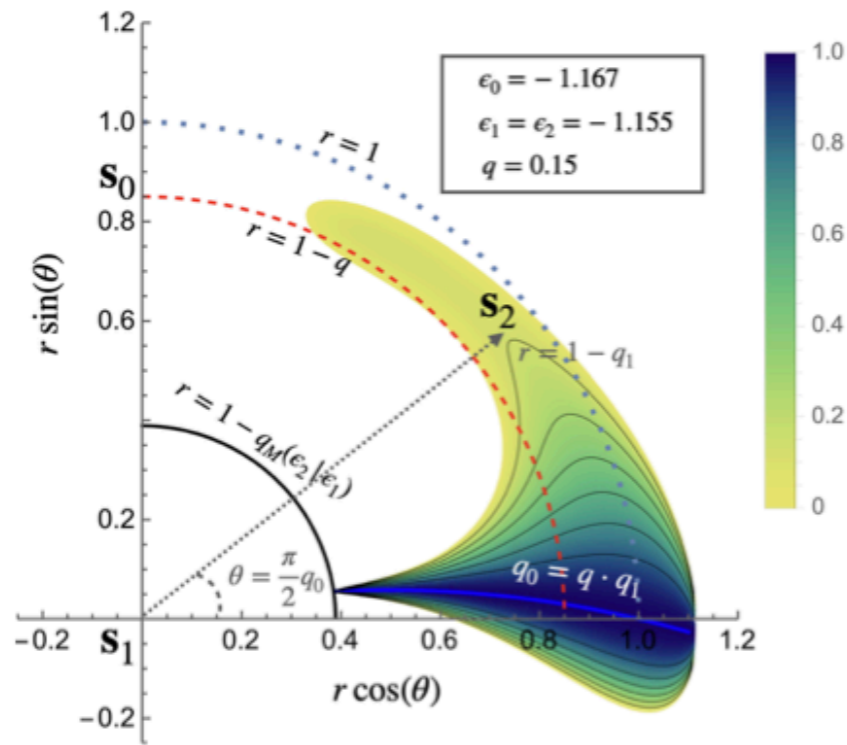 1.2
1.0
0.8
0.6
0.2
−0.2
r sin(θ)
S₀
r = 1
r = 1 − q
ϵ₀ = − 1.167
ϵ₁ = ϵ₂ = − 1.155
q = 0.15
1.0
0.8
0.6
0.4
0.2
0
S₂
r = 1 − q₁
r = 1 − q_M(ϵ₂|ϵ₁)
θ = π/2 q₀
q₀ = q · q₁
−0.2
S₁
0.2
0.4
0.6
0.8
1.0
1.2
r cos(θ)